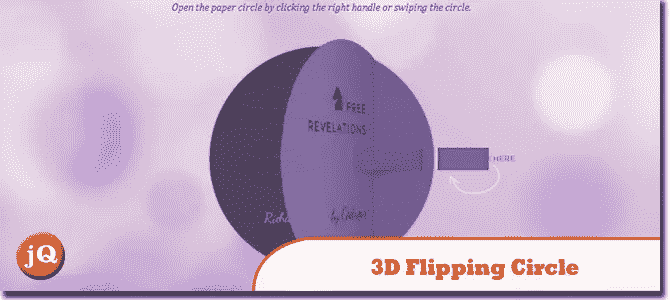 Open the paper circle by clicking the right handle or swiping the circle.
FREE
REVELATIONS
HERE
by
jQ
3D Flipping Circle